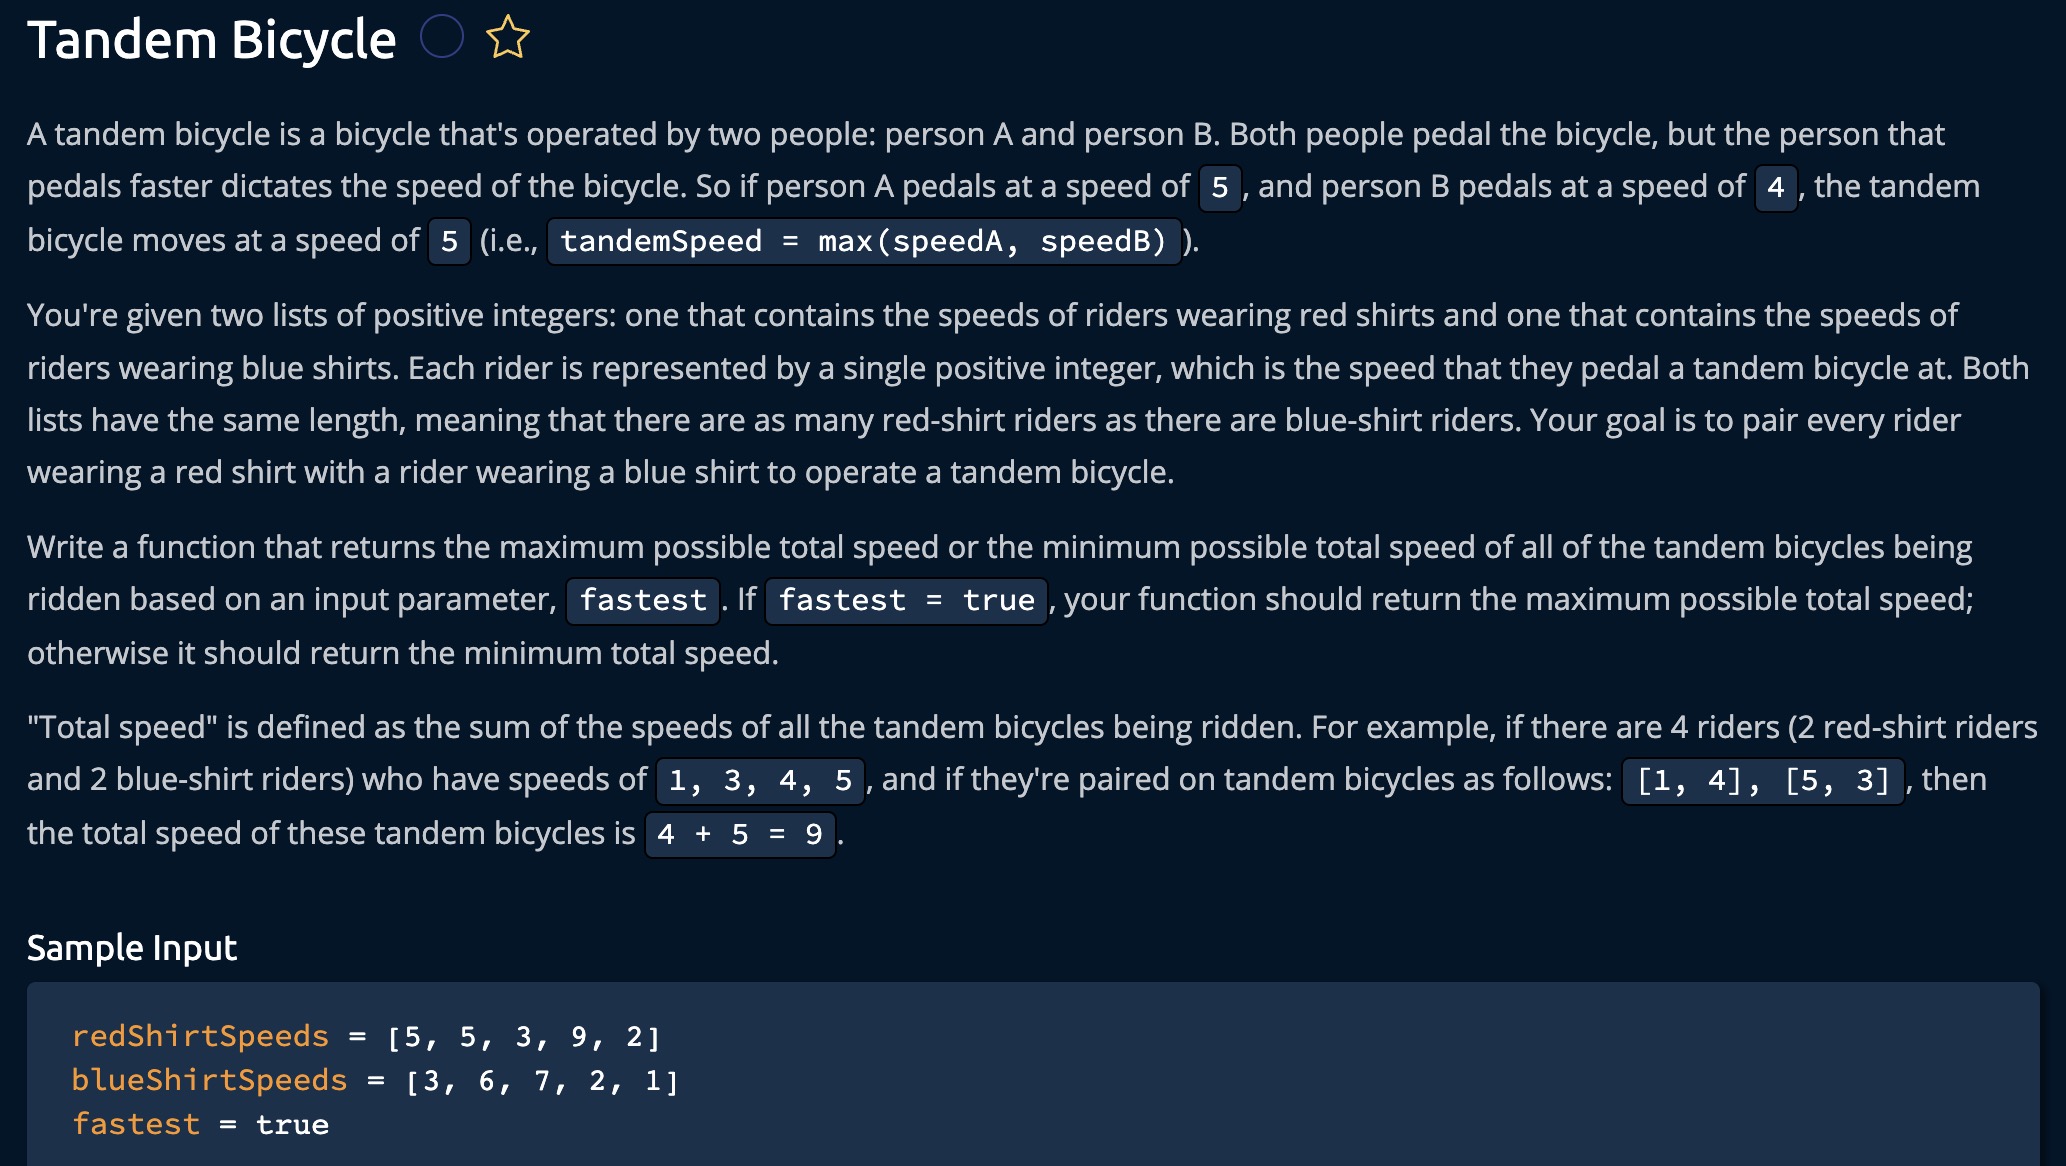 Tandem Bicycle
A tandem bicycle is a bicycle that's operated by two people: person A and person B. Both people pedal the bicycle, but the person that
pedals faster dictates the speed of the bicycle. So if person A pedals at a speed of 5, and person B pedals at a speed of 4, the tandem
bicycle moves at a speed of 5 (i.e., tandemSpeed = max(speedA, speedB)).
You're given two lists of positive integers: one that contains the speeds of riders wearing red shirts and one that contains the speeds of
riders wearing blue shirts. Each rider is represented by a single positive integer, which is the speed that they pedal a tandem bicycle at. Both
lists have the same length, meaning that there are as many red-shirt riders as there are blue-shirt riders. Your goal is to pair every rider
wearing a red shirt with a rider wearing a blue shirt to operate a tandem bicycle.
Write a function that returns the maximum possible total speed or the minimum possible total speed of all of the tandem bicycles being
ridden based on an input parameter, fastest. If fastest = true, your function should return the maximum possible total speed;
otherwise it should return the minimum total speed.
"Total speed" is defined as the sum of the speeds of all the tandem bicycles being ridden. For example, if there are 4 riders (2 red-shirt riders
and 2 blue-shirt riders) who have speeds of 1, 3, 4, 5, and if they're paired on tandem bicycles as follows: [1, 4], [5, 3], then
the total speed of these tandem bicycles is 4 + 5 = 9.
Sample Input
redShirtSpeeds = [5, 5, 3, 9, 2]
blueShirtSpeeds = [3, 6, 7, 2, 1]
fastest = true